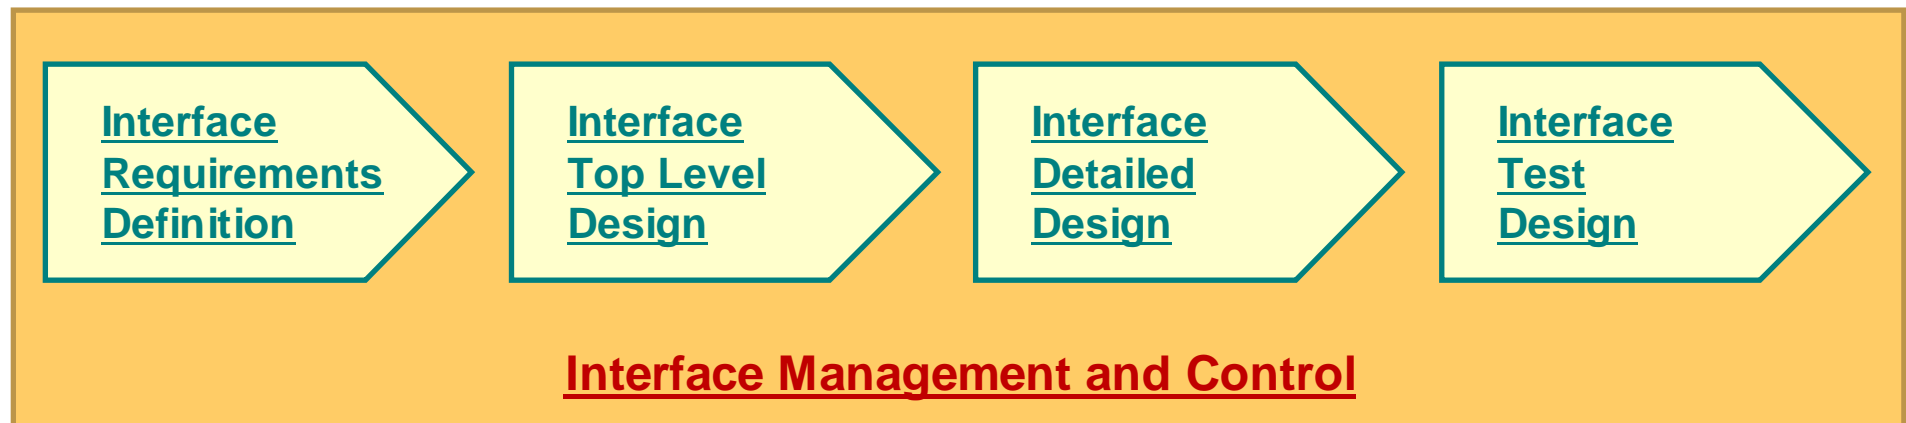 Interface
Requirements
Definition
Interface
Top Level
Design
Interface
Detailed
Design
Interface
Test
Design
Interface Management and Control